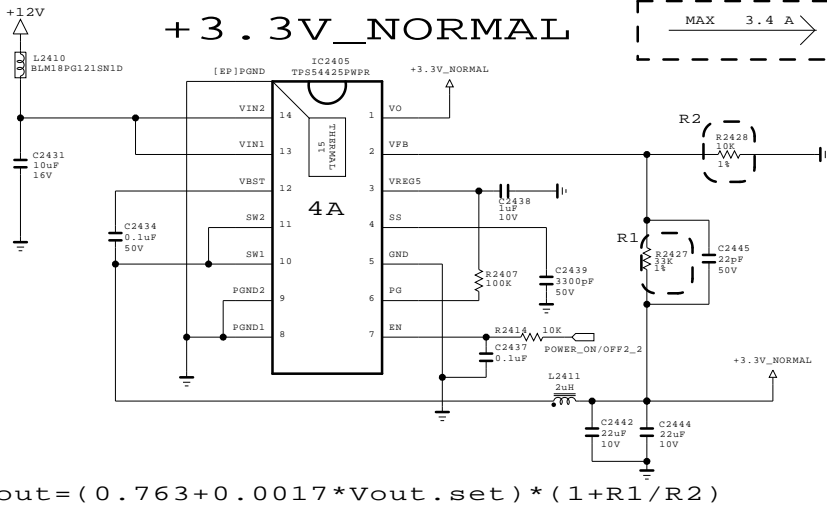 +12V
+3.3V_NORMAL
MAX 3.4 A
L2410
BLM18PG121SN1D
[EP]PGND
IC2405
TPS54425PWPR
+3.3V_NORMAL
VIN2
14
1
VO
R2
R2428
10K
1%
THERMAL
15
C2431
10uF
16V
VIN1
13
2
VFB
VBST
12
3
VREG5
C2438
1uF
10V
4A
C2434
0.1uF
50V
SW2
11
4
SS
R1
R2427
33K
1%
C2445
22pF
50V
SW1
10
5
GND
R2407
100K
C2439
3300pF
50V
PGND2
9
6
PG
PGND1
8
7
EN
R2414
10K
POWER_ON/OFF2_2
C2437
0.1uF
+3.3V_NORMAL
L2411
2uH
C2442
22uF
10V
C2444
22uF
10V
out=(0.763+0.0017*Vout.set)*(1+R1/R2)